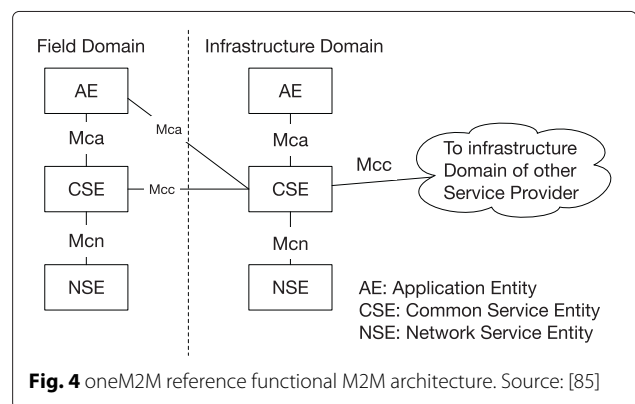 Field Domain
Infrastructure Domain
AE
AE
Mca
Mca
Mca
CSE
Mcc
CSE
Mcc
To infrastructure
Domain of other
Service Provider
Mcn
Mcn
NSE
NSE
AE: Application Entity
CSE: Common Service Entity
NSE: Network Service Entity
Fig. 4 oneM2M reference functional M2M architecture. Source: [85]